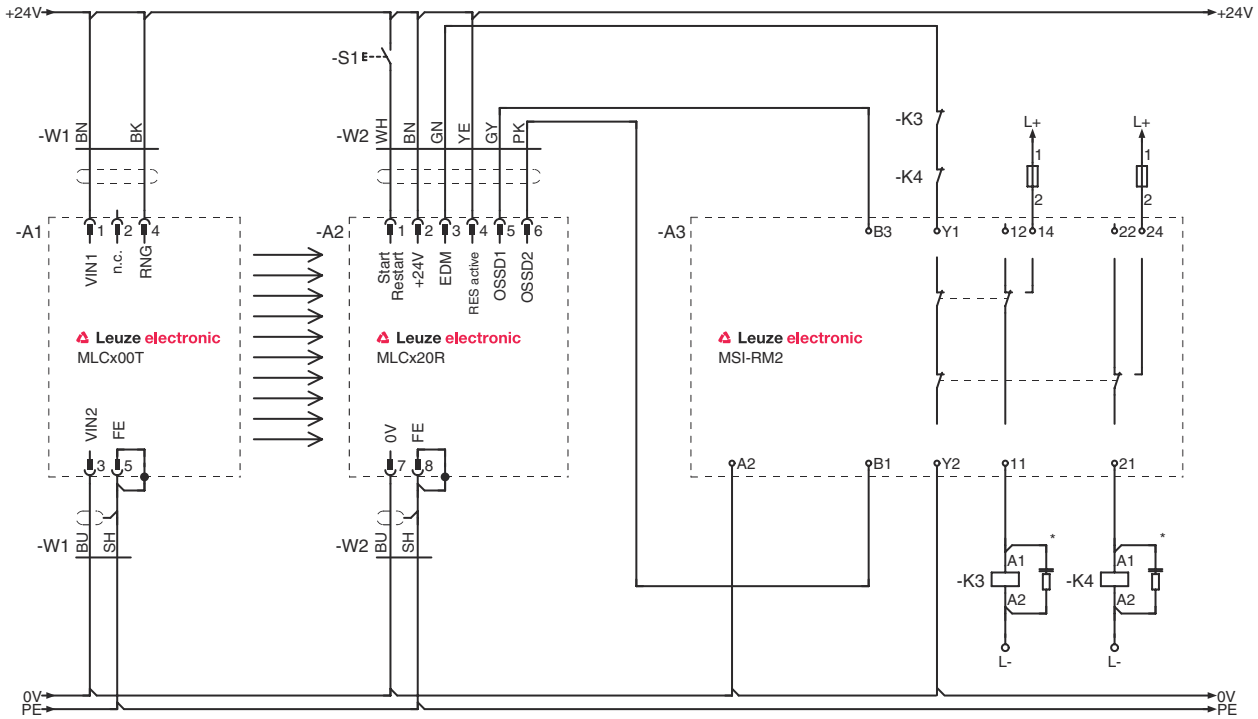 +24V +24V
-S1
-W1 BN BK
-W2 WH BN GN YE GY PK
-K3
-K4
L+ L+
1 1
2 2
-A1 1 2 4
VIN1 n.c. RNG
-A2 1 2 3 4 5 6
Start Restart +24V EDM RES active OSSD1 OSSD2
-A3 B3 Y1 12 14 22 24
Leuze electronic
MLCx00T
Leuze electronic
MLCx20R
Leuze electronic
MSI-RM2
VIN2 FE
3 5
0V FE
7 8
A2 B1 Y2 11 21
-W1 BU SH
-W2 BU SH
* *
-K3 A1 A2
-K4 A1 A2
L- L-
0V 0V
PE PE